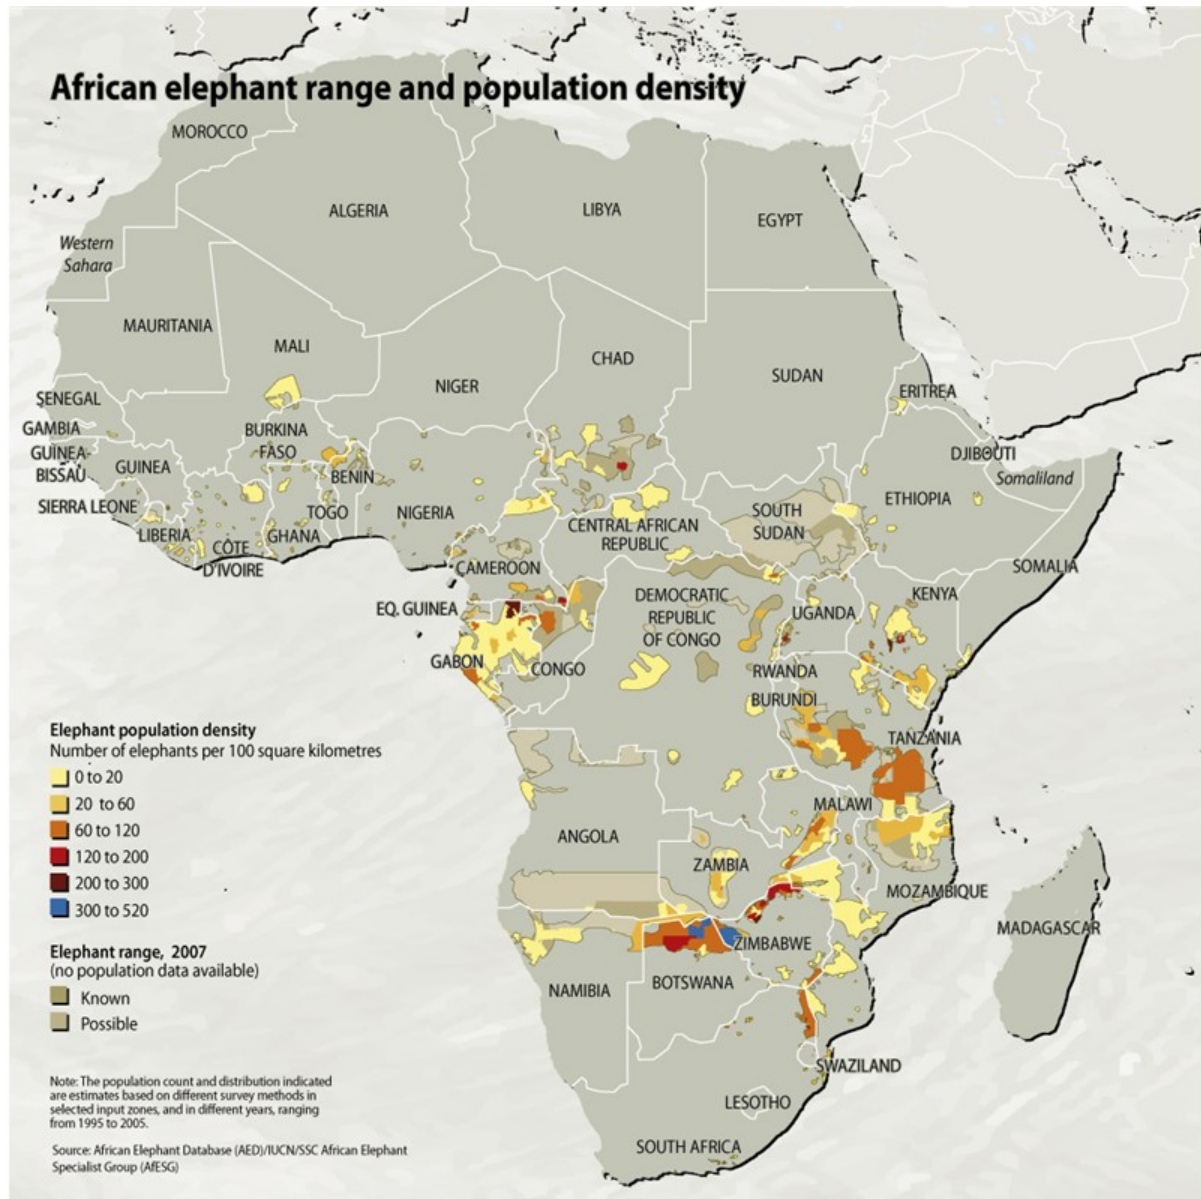 African elephant range and population density
MOROCCO
ALGERIA
LIBYA
EGYPT
Western
Sahara
MAURITANIA
MALI
NIGER
CHAD
SUDAN
ERITREA
SENEGAL
GAMBIA
GUINEA-
BISSAU
GUINEA
BURKINA
FASO
BENIN
DJIBOUTI
Somaliland
SIERRA LEONE
LIBERIA
CÔTE
D'IVOIRE
GHANA
TOGO
NIGERIA
CENTRAL AFRICAN
REPUBLIC
SOUTH
SUDAN
ETHIOPIA
SOMALIA
CAMEROON
EQ. GUINEA
DEMOCRATIC
REPUBLIC
OF CONGO
UGANDA
KENYA
GABON
CONGO
RWANDA
BURUNDI
TANZANIA
Elephant population density
Number of elephants per 100 square kilometres
0 to 20
20 to 60
60 to 120
120 to 200
200 to 300
300 to 520
Elephant range, 2007
(no population data available)
Known
Possible
ANGOLA
ZAMBIA
MALAWI
MOZAMBIQUE
MADAGASCAR
ZIMBABWE
NAMIBIA
BOTSWANA
SWAZILAND
LESOTHO
SOUTH AFRICA
Note: The population count and distribution indicated
are estimates based on different survey methods in
selected input zones, and in different years, ranging
from 1995 to 2005.
Source: African Elephant Database (AED)/IUCN/SSC African Elephant
Specialist Group (AfESG)